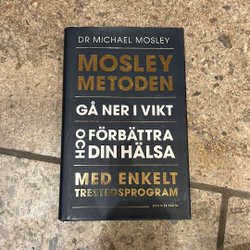 DR MICHAEL MOSLEY
MOSLEY
METODEN
GÅ NER I VIKT
OCH FÖRBÄTTRA
DIN HÄLSA
MED ENKELT
TRESTEGSPROGRAM